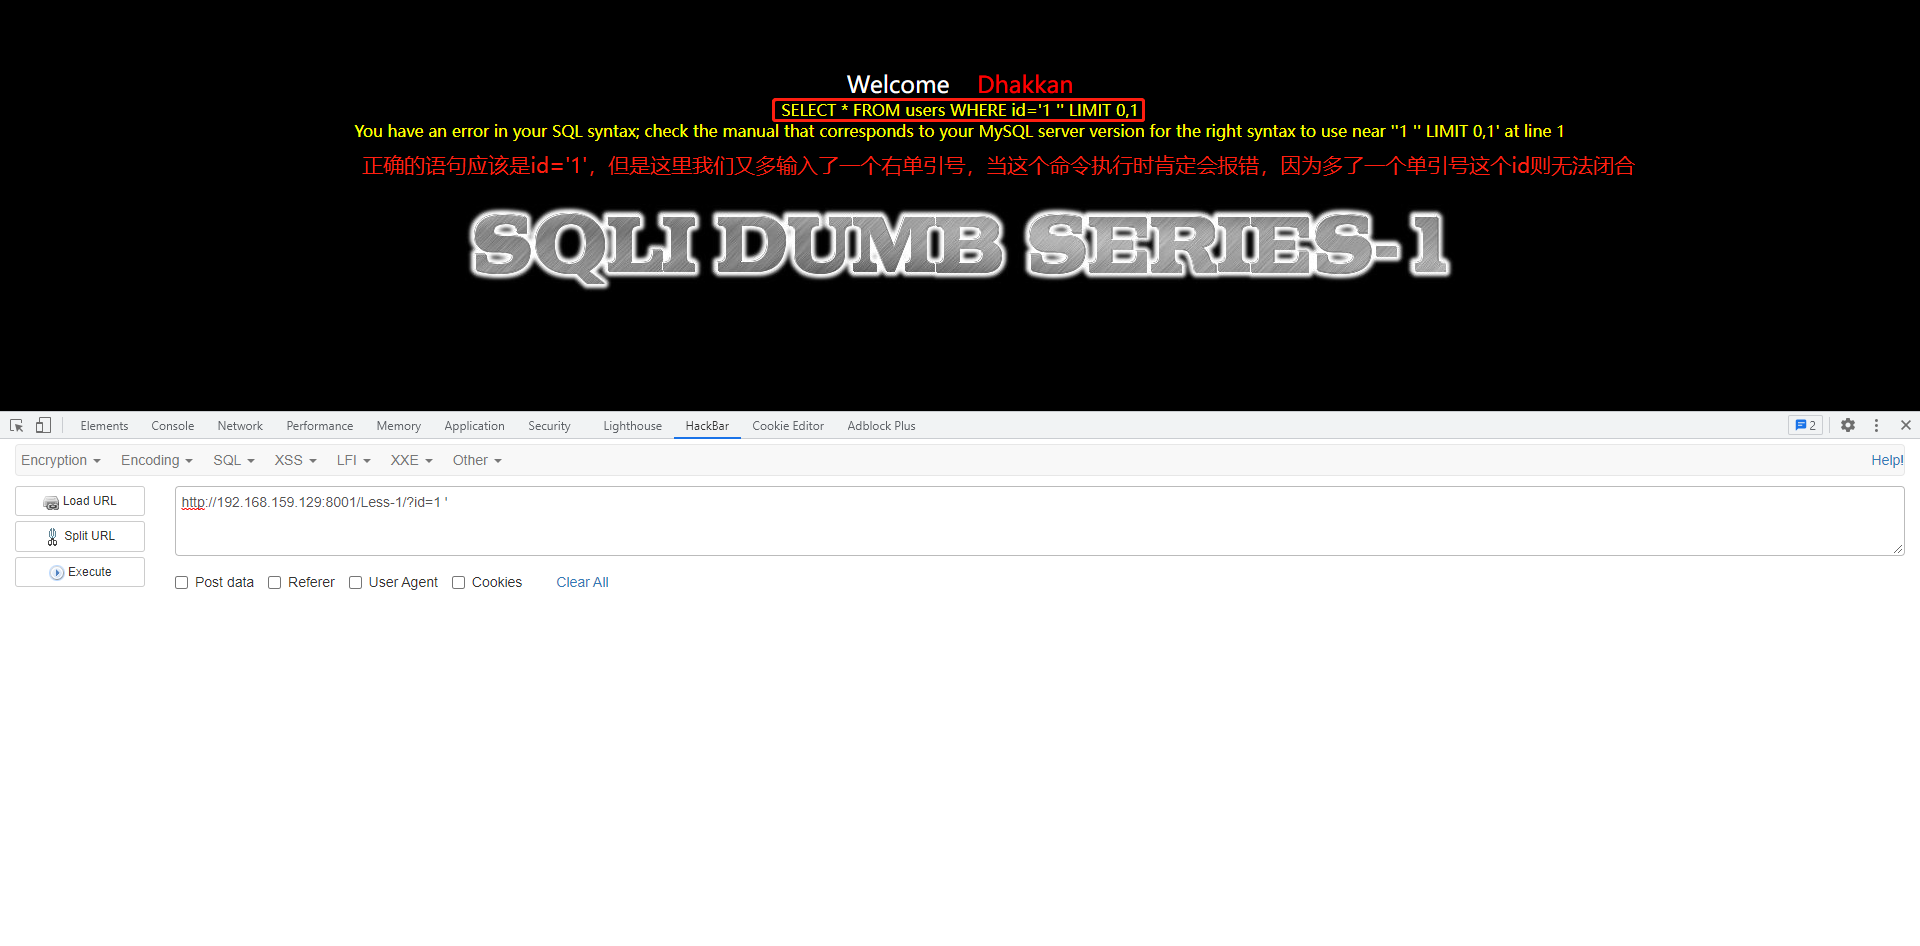 Welcome Dhakkan
SELECT * FROM users WHERE id='1 '' LIMIT 0,1
You have an error in your SQL syntax; check the manual that corresponds to your MySQL server version for the right syntax to use near ''1 '' LIMIT 0,1' at line 1
正确的语句应该是id='1'，但是这里我们又多输入了一个右单引号，当这个命令执行时肯定会报错，因为多了一个单引号这个id则无法闭合
SQLI DUMB SERIES-1
Elements Console Network Performance Memory Application Security Lighthouse HackBar Cookie Editor Adblock Plus 2
Encryption Encoding SQL XSS LFI XXE Other Help!
Load URL http://192.168.159.129:8001/Less-1/?id=1 '
Split URL
Execute
Post data Referer User Agent Cookies Clear All